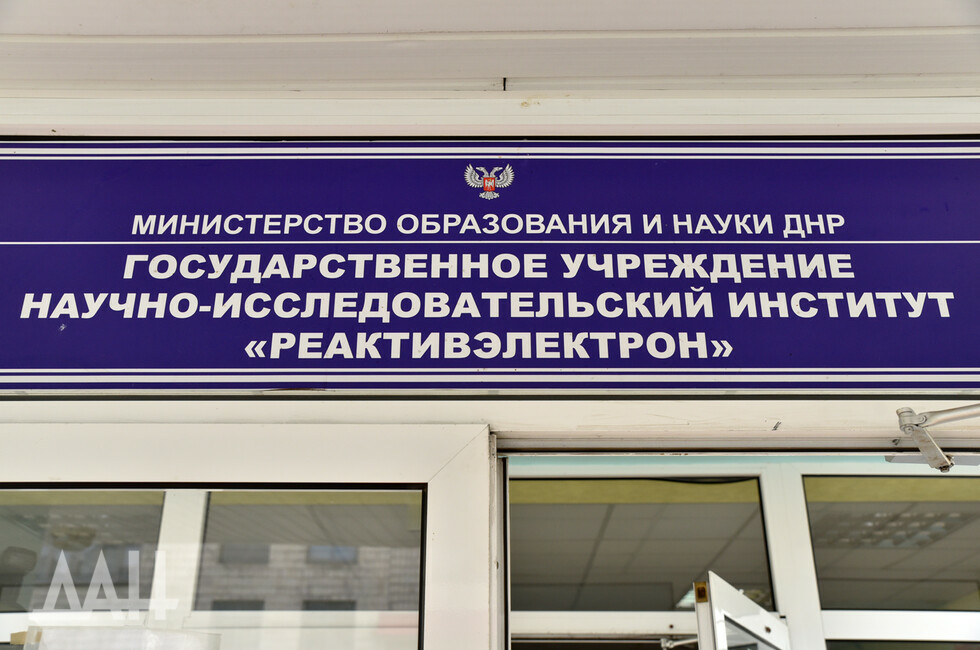 МИНИСТЕРСТВО ОБРАЗОВАНИЯ И НАУКИ ДНР
ГОСУДАРСТВЕННОЕ УЧРЕЖДЕНИЕ
НАУЧНО-ИССЛЕДОВАТЕЛЬСКИЙ ИНСТИТУТ
«РЕАКТИВЭЛЕКТРОН»
ДАН